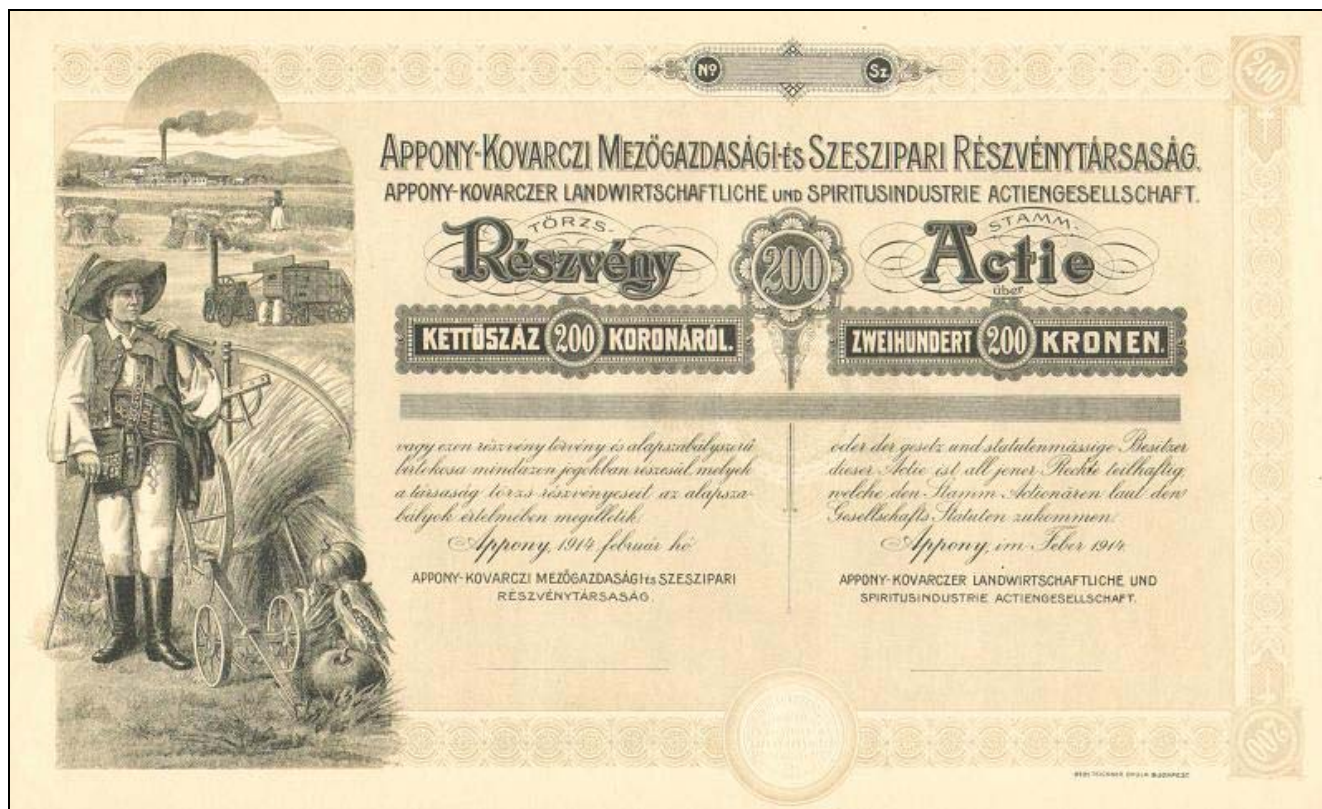 Nº Sz.
200
APPONY-KOVARCZI MEZŐGAZDASÁGI-ÉS SZESZIPARI RÉSZVÉNYTÁRSASÁG.
APPONY-KOVARCZER LANDWIRTSCHAFTLICHE UND SPIRITUSINDUSTRIE ACTIENGESELLSCHAFT.
TÖRZS-
Részvény
200
STAMM-
Actie
über
KETTŐSZÁZ 200 KORONÁRÓL.
ZWEIHUNDERT 200 KRONEN.
vagy ezen részvény törvény és alapszabályszerű
birtokosa mindazon jogokban részesül, melyek
a társaság törzs-részvényeseit az alapsza-
bályok értelmében megilletik.
Appony, 1914 február hó
APPONY-KOVARCZI MEZŐGAZDASÁGI ÉS SZESZIPARI
RÉSZVÉNYTÁRSASÁG.
oder der gesetz und statutenmässige Besitzer
dieser Actie ist all jener Rechte teilhaftig,
welche den Stamm Actionären laut den
Gesellschafts Statuten zukommen.
Appony, im Feber 1914.
APPONY-KOVARCZER LANDWIRTSCHAFTLICHE UND
SPIRITUSINDUSTRIE ACTIENGESELLSCHAFT.
200
GYULA BUDAPEST